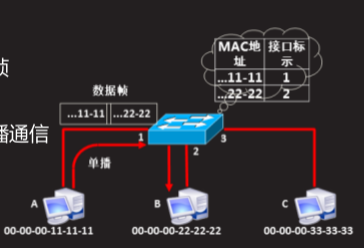 MAC地址 接口标示
...11-11 1
...22-22 2
帧
数据帧
...11-11 ...22-22
播通信
1
3
2
单播
A
B
C
00-00-00-11-11-11
00-00-00-22-22-22
00-00-00-33-33-33